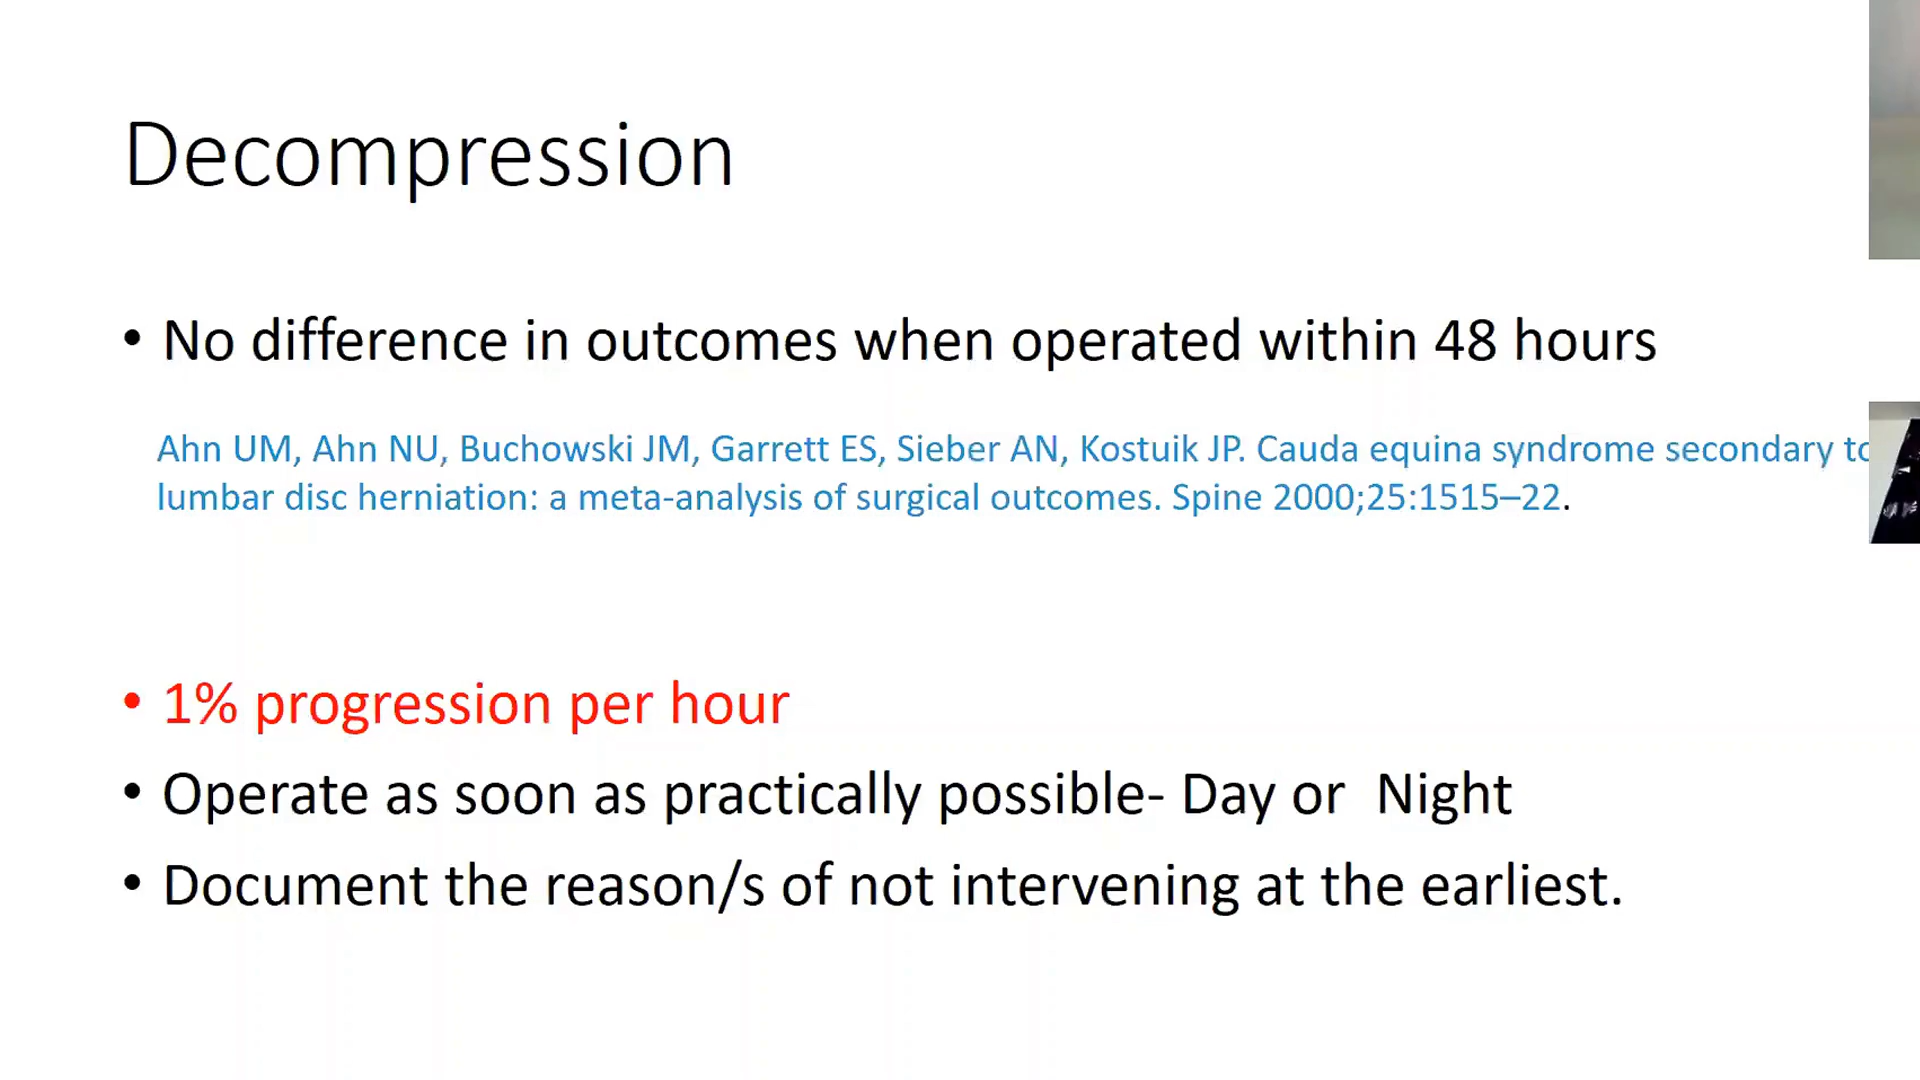 Decompression
• No difference in outcomes when operated within 48 hours
Ahn UM, Ahn NU, Buchowski JM, Garrett ES, Sieber AN, Kostuik JP. Cauda equina syndrome secondary to
lumbar disc herniation: a meta-analysis of surgical outcomes. Spine 2000;25:1515–22.
• 1% progression per hour
• Operate as soon as practically possible- Day or  Night
• Document the reason/s of not intervening at the earliest.